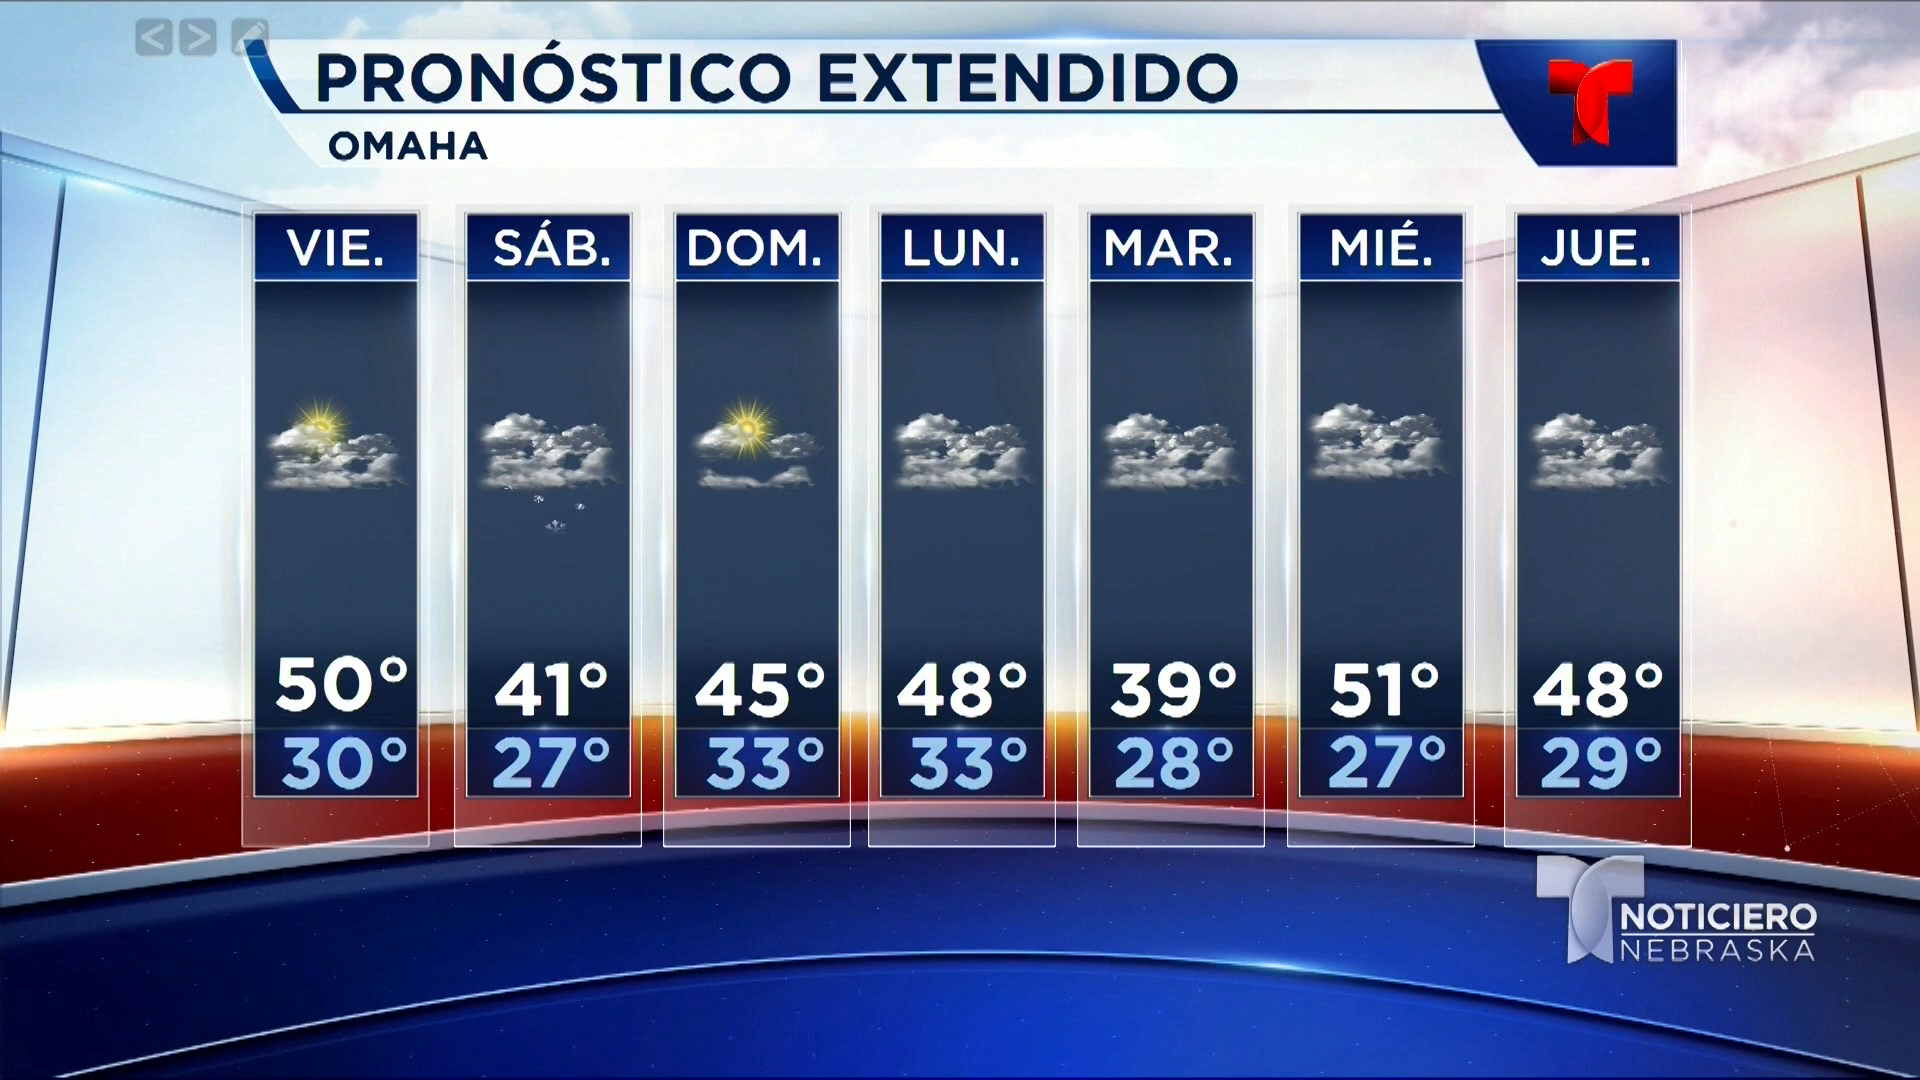 PRONÓSTICO EXTENDIDO
OMAHA
VIE. SÁB. DOM. LUN. MAR. MIÉ. JUE.
50° 41° 45° 48° 39° 51° 48°
30° 27° 33° 33° 28° 27° 29°
NOTICIERO
NEBRASKA